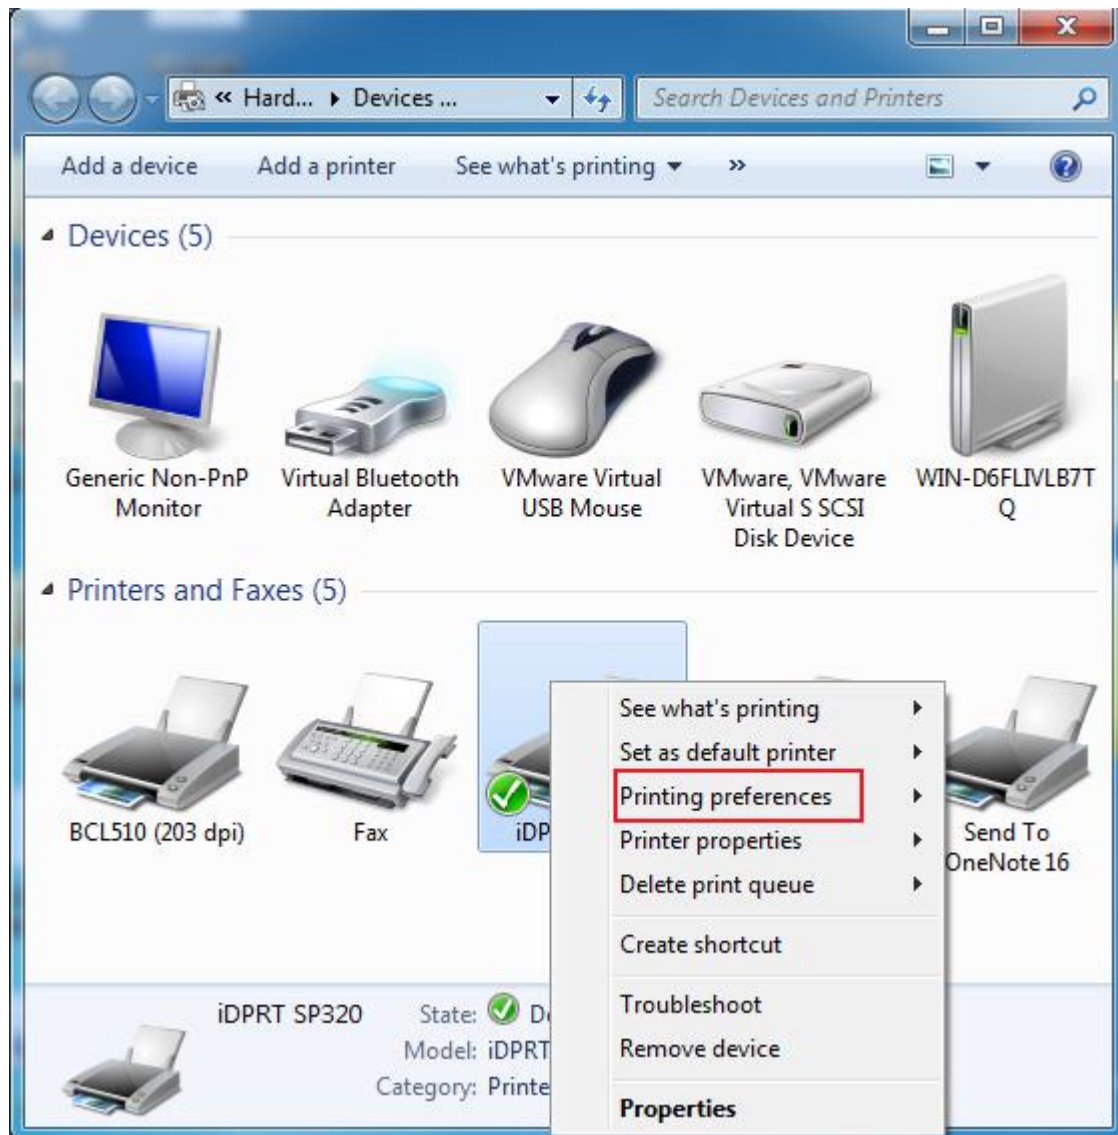 « Hard... ▸ Devices ...
Search Devices and Printers
Add a device Add a printer See what's printing »
Devices (5)
Generic Non-PnP
Monitor
Virtual Bluetooth
Adapter
VMware Virtual
USB Mouse
VMware, VMware
Virtual S SCSI
Disk Device
WIN-D6FLIVLB7T
Q
Printers and Faxes (5)
BCL510 (203 dpi)
Fax
iDP
Send To
OneNote 16
See what's printing
Set as default printer
Printing preferences
Printer properties
Delete print queue
Create shortcut
Troubleshoot
Remove device
Properties
iDPRT SP320 State:
Model: iDPRT
Category: Printe